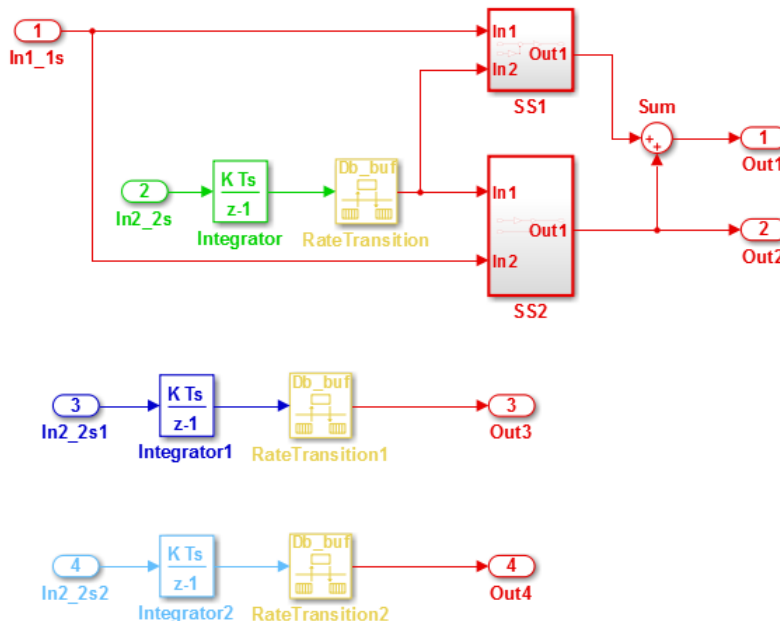 1
In1_1s
In1
In2
Out1
SS1
Sum
+
+
1
Out1
2
In2_2s
K Ts
z-1
Integrator
Db_buf
RateTransition
In1
Out1
In2
SS2
2
Out2
3
In2_2s1
K Ts
z-1
Integrator1
Db_buf
RateTransition1
3
Out3
4
In2_2s2
K Ts
z-1
Integrator2
Db_buf
RateTransition2
4
Out4